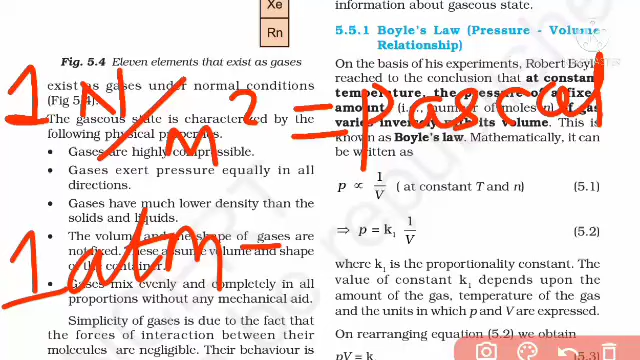 Xe
Rn
Fig. 5.4 Eleven elements that exist as gases
exist as gases under normal conditions
(Fig 5.4).
The gaseous state is characterized by the
following physical properties.
• Gases are highly compressible.
• Gases exert pressure equally in all
directions.
• Gases have much lower density than the
solids and liquids.
• The volume and the shape of gases are
not fixed. These assume volume and shape
of the container.
• Gases mix evenly and completely in all
proportions without any mechanical aid.
Simplicity of gases is due to the fact that
the forces of interaction between their
molecules are negligible. Their behaviour is
information about gaseous state.
5.5.1 Boyle's Law (Pressure - Volume
Relationship)
On the basis of his experiments, Robert Boyle
reached to the conclusion that at constant
temperature, the pressure of a fixed
amount (i.e., number of moles n) of gas
varies inversely with its volume. This is
known as Boyle's law. Mathematically, it can
be written as
p ∝ 1/V ( at constant T and n) (5.1)
⇒ p = k1 1/V (5.2)
where k1 is the proportionality constant. The
value of constant k1 depends upon the
amount of the gas, temperature of the gas
and the units in which p and V are expressed.
On rearranging equation (5.2) we obtain
pV = k1 (5.3)
1 N/m² = pascal
1 atm =